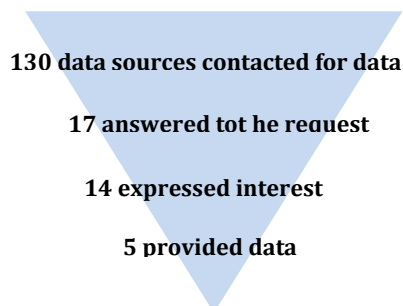 130 data sources contacted for data
17 answered tot he request
14 expressed interest
5 provided data